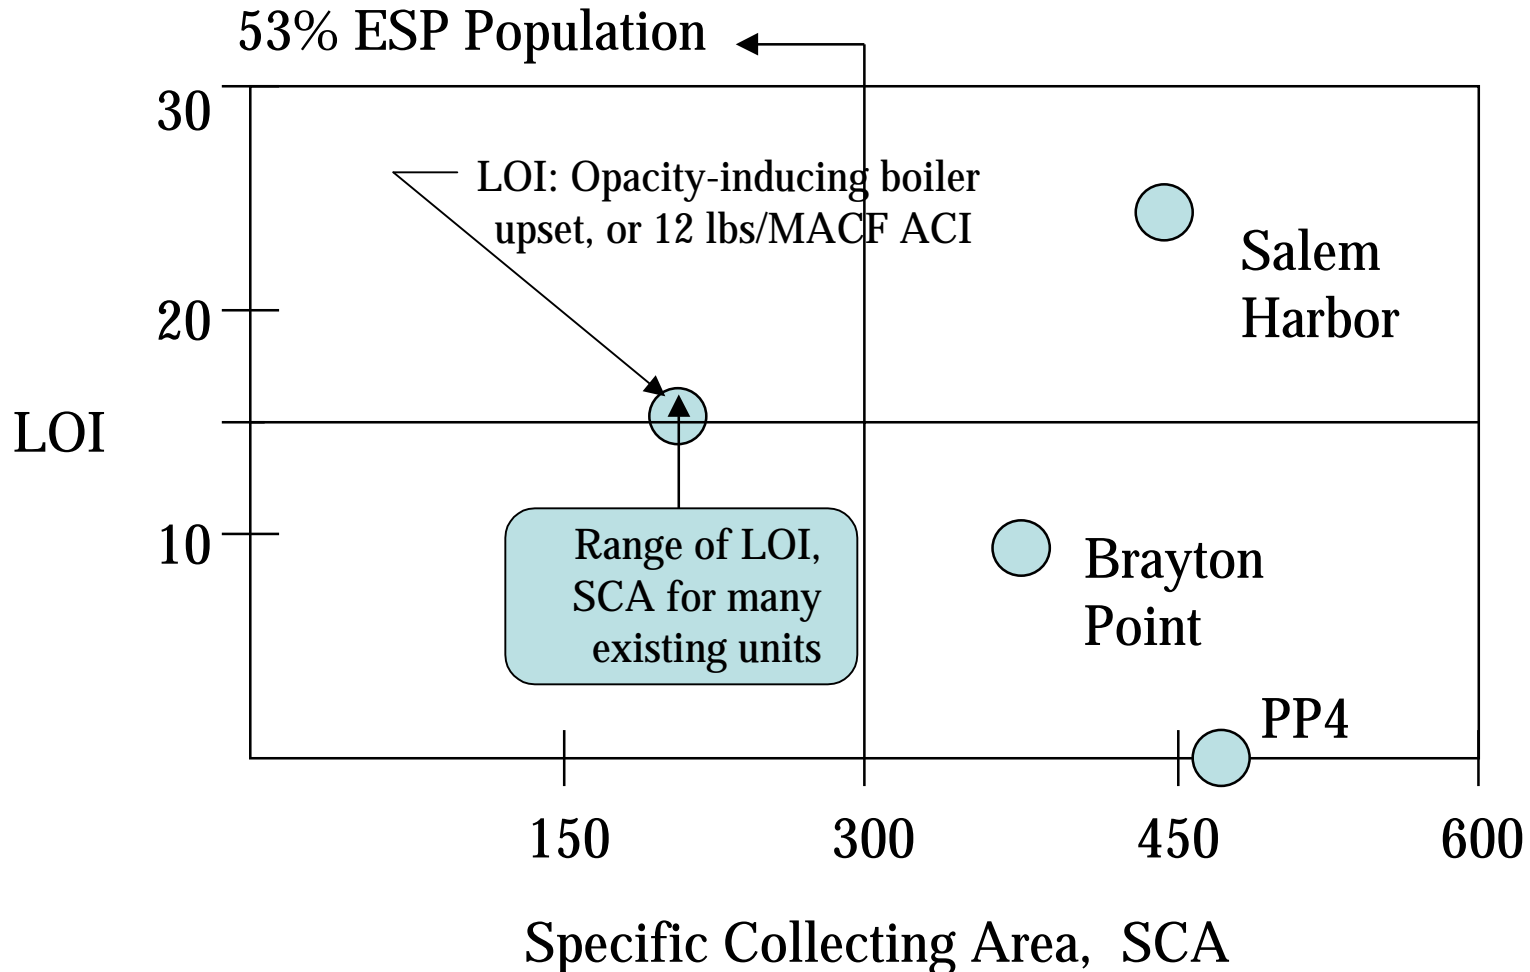 53% ESP Population
30
LOI: Opacity-inducing boiler
upset, or 12 lbs/MACF ACI
Salem
Harbor
20
LOI
10
Range of LOI,
SCA for many
existing units
Brayton
Point
PP4
150 300 450 600
Specific Collecting Area, SCA